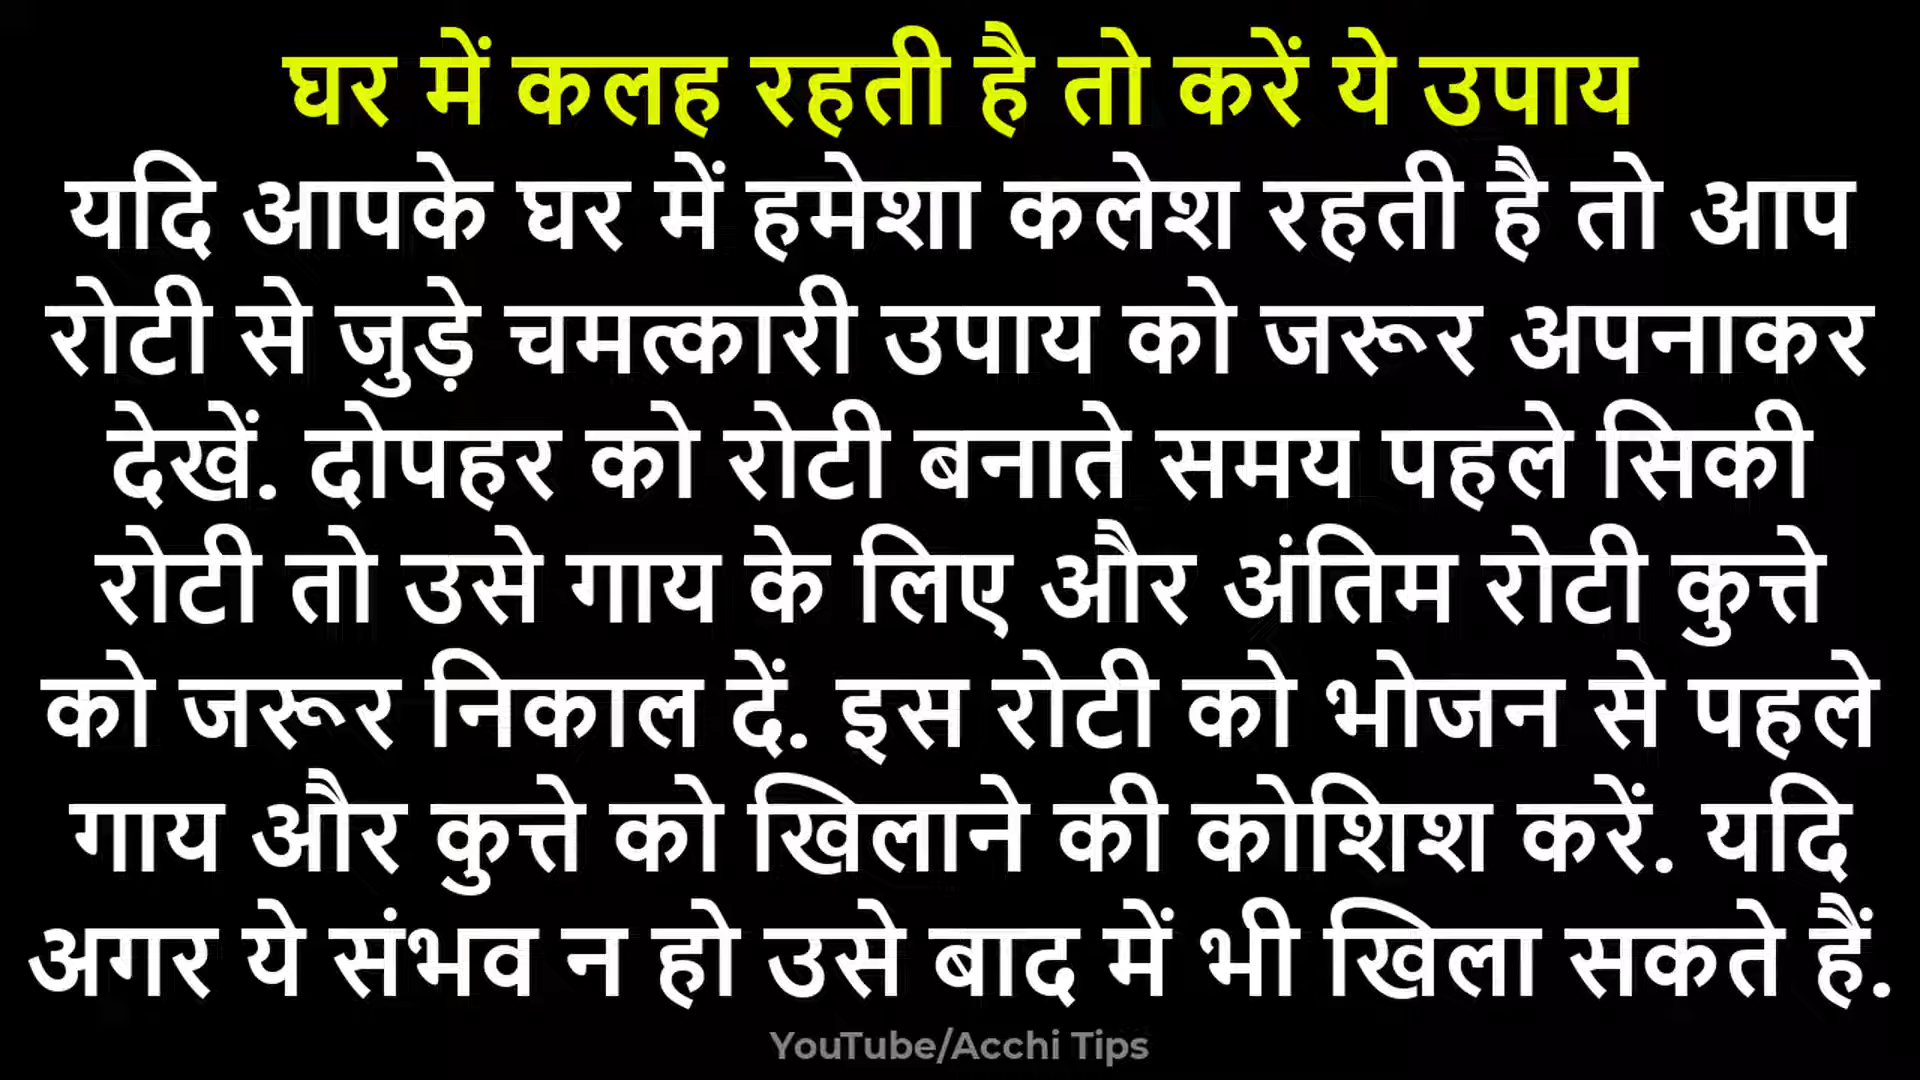 घर में कलह रहती है तो करें ये उपाय
यदि आपके घर में हमेशा कलेश रहती है तो आप
रोटी से जुड़े चमत्कारी उपाय को जरूर अपनाकर
देखें. दोपहर को रोटी बनाते समय पहले सिकी
रोटी तो उसे गाय के लिए और अंतिम रोटी कुत्ते
को जरूर निकाल दें. इस रोटी को भोजन से पहले
गाय और कुत्ते को खिलाने की कोशिश करें. यदि
अगर ये संभव न हो उसे बाद में भी खिला सकते हैं.
YouTube/Acchi Tips